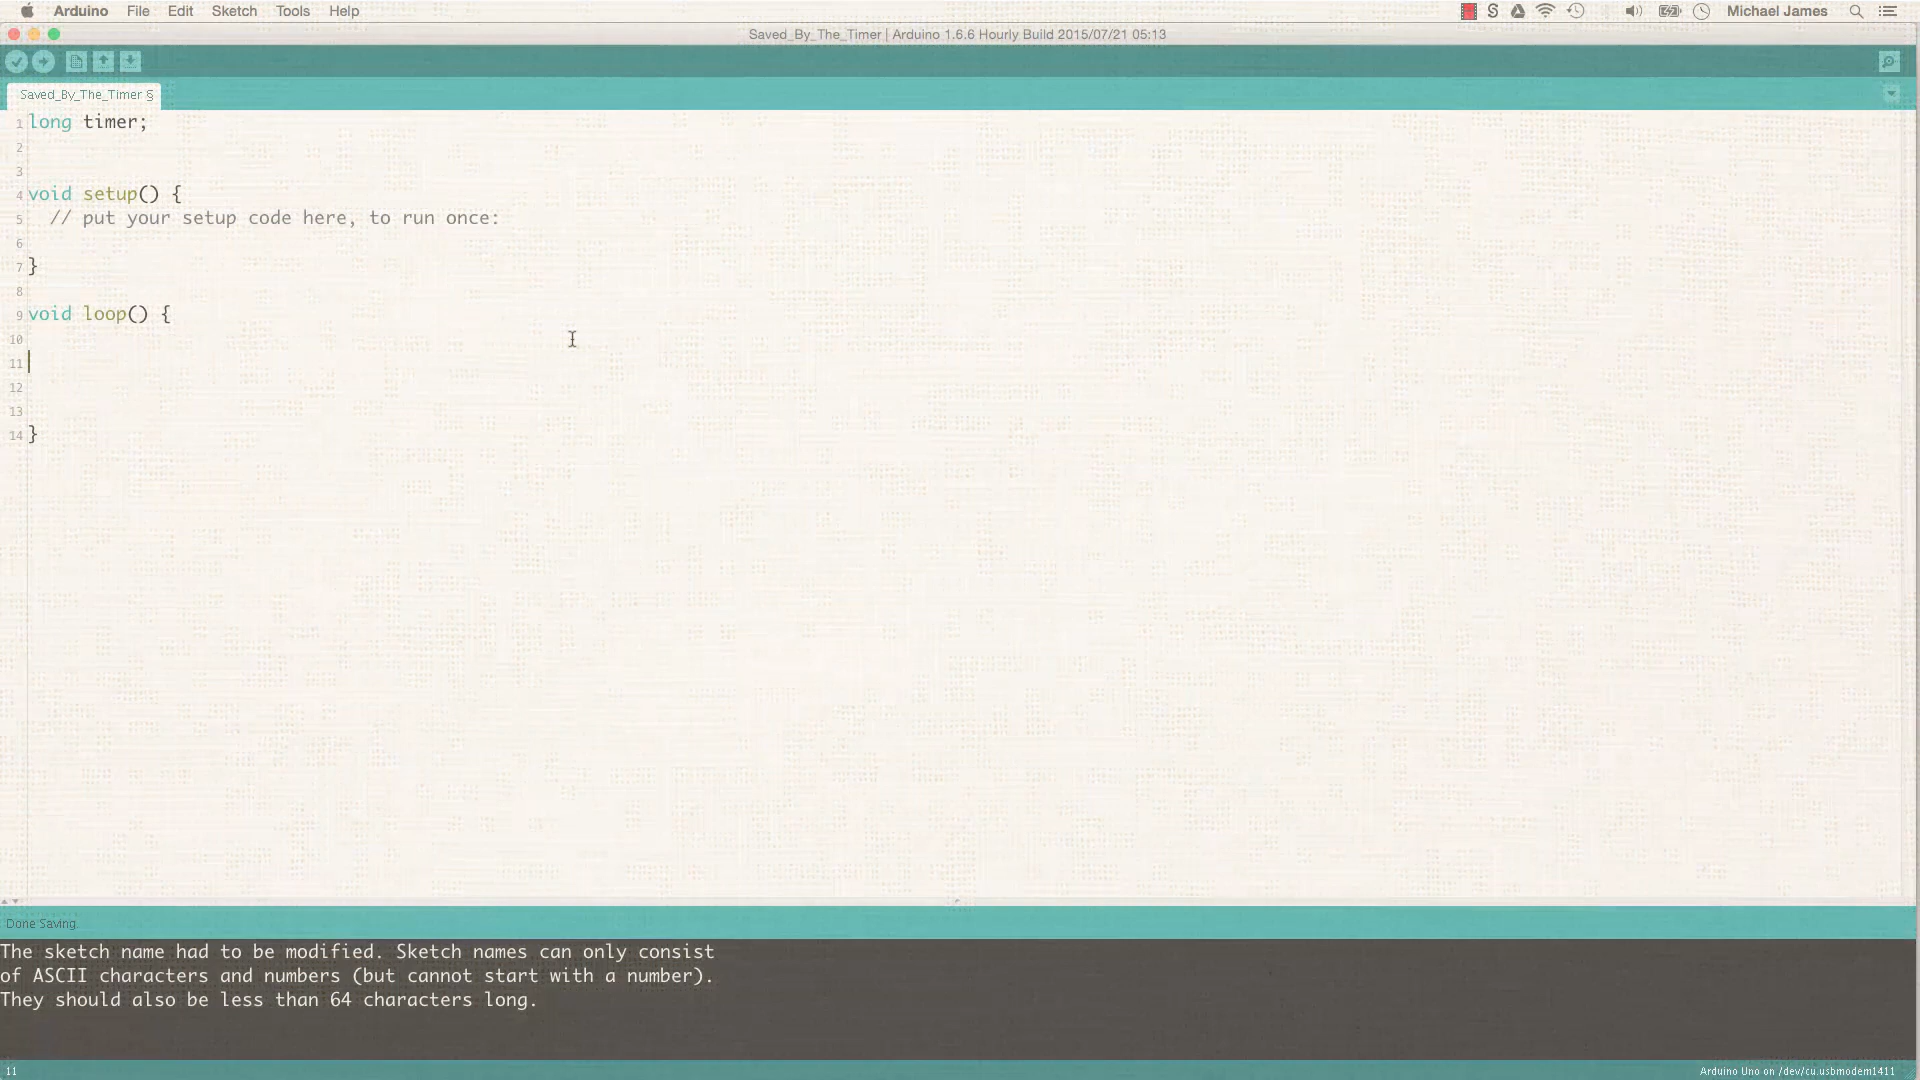 Arduino File Edit Sketch Tools Help Michael James
Saved_By_The_Timer | Arduino 1.6.6 Hourly Build 2015/07/21 05:13
Saved_By_The_Timer §
1 long timer;
2
3
4 void setup() {
5 // put your setup code here, to run once:
6
7 }
8
9 void loop() {
10
11
12
13
14 }
Done Saving.
The sketch name had to be modified. Sketch names can only consist
of ASCII characters and numbers (but cannot start with a number).
They should also be less than 64 characters long.
11 Arduino Uno on /dev/cu.usbmodem1411